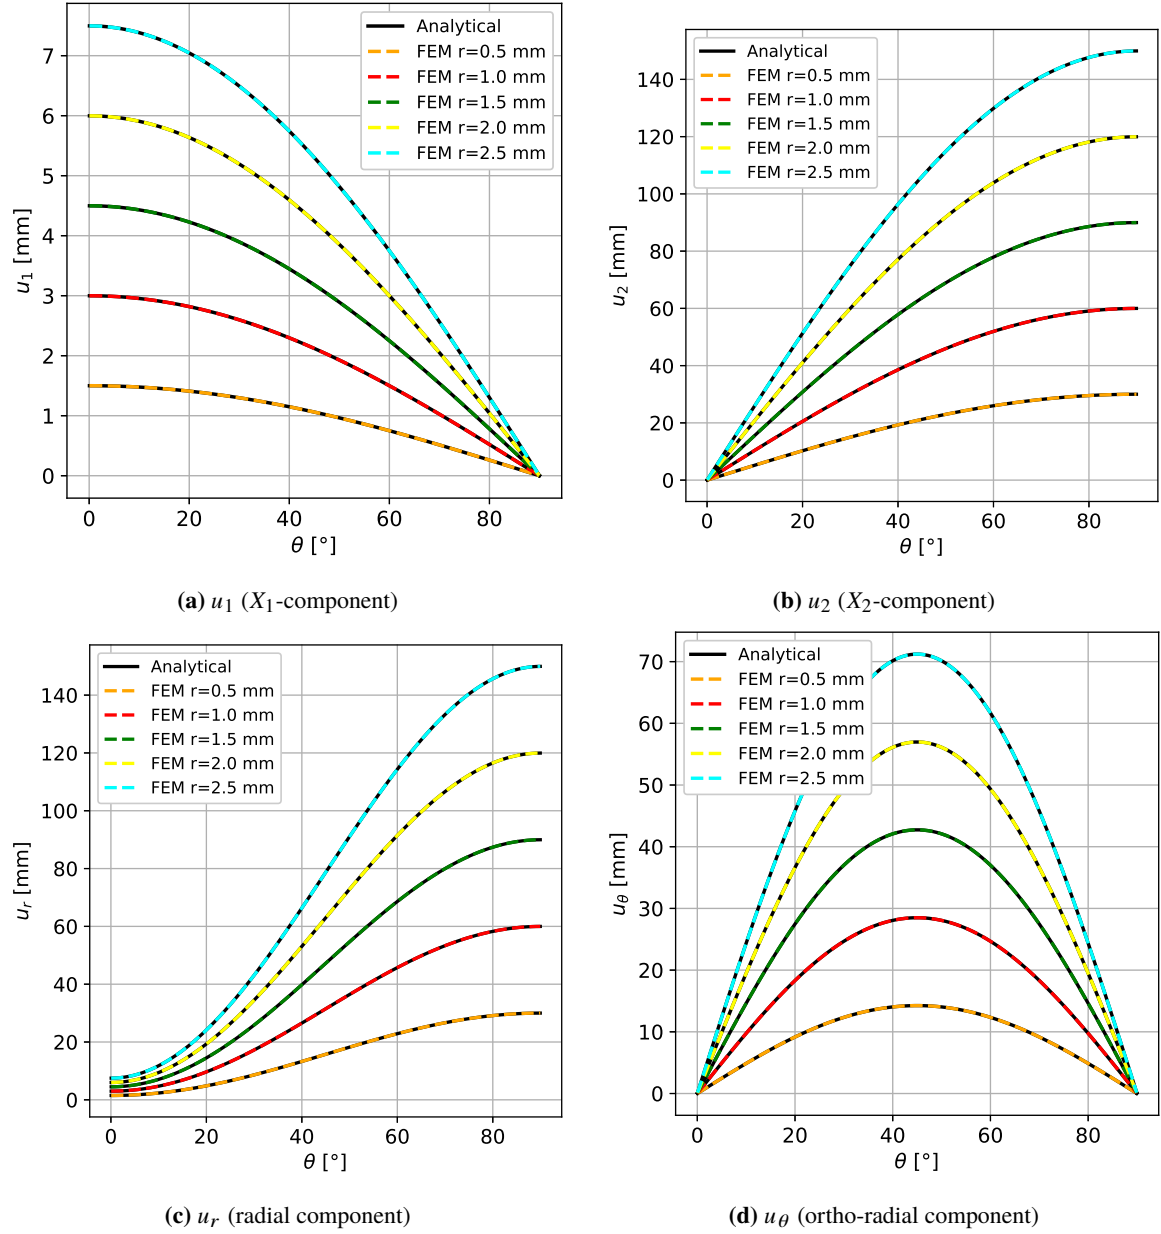 7
6
5
4
3
2
1
0
u1 [mm]
0 20 40 60 80
θ [°]
Analytical
FEM r=0.5 mm
FEM r=1.0 mm
FEM r=1.5 mm
FEM r=2.0 mm
FEM r=2.5 mm
(a) u1 (X1-component)
140
120
100
80
60
40
20
0
u2 [mm]
0 20 40 60 80
θ [°]
Analytical
FEM r=0.5 mm
FEM r=1.0 mm
FEM r=1.5 mm
FEM r=2.0 mm
FEM r=2.5 mm
(b) u2 (X2-component)
140
120
100
80
60
40
20
0
ur [mm]
0 20 40 60 80
θ [°]
Analytical
FEM r=0.5 mm
FEM r=1.0 mm
FEM r=1.5 mm
FEM r=2.0 mm
FEM r=2.5 mm
(c) ur (radial component)
70
60
50
40
30
20
10
0
uθ [mm]
0 20 40 60 80
θ [°]
Analytical
FEM r=0.5 mm
FEM r=1.0 mm
FEM r=1.5 mm
FEM r=2.0 mm
FEM r=2.5 mm
(d) uθ (ortho-radial component)